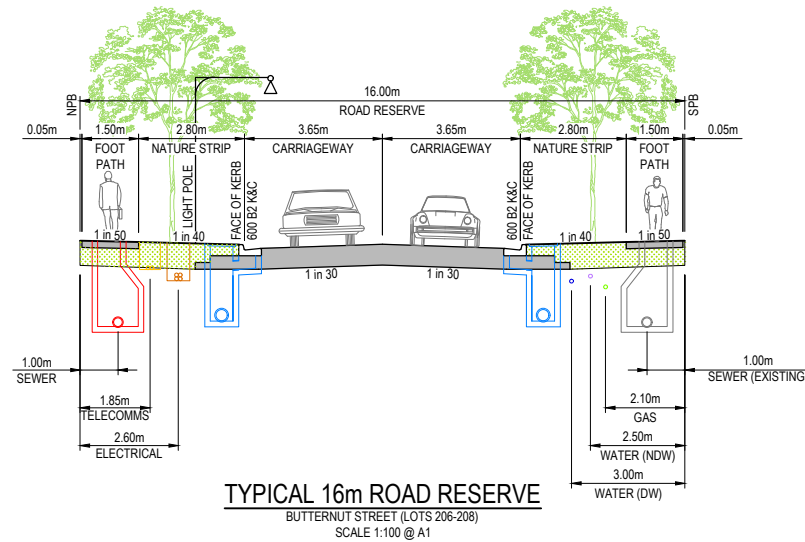 16.00m
ROAD RESERVE
NPB
SPB
0.05m
1.50m
2.80m
3.65m
3.65m
2.80m
1.50m
0.05m
FOOT
PATH
NATURE STRIP
CARRIAGEWAY
CARRIAGEWAY
NATURE STRIP
FOOT
PATH
LIGHT POLE
FACE OF KERB
600 B2 K&C
600 B2 K&C
FACE OF KERB
1 in 50
1 in 40
1 in 40
1 in 50
1 in 30
1 in 30
1.00m
SEWER
1.00m
SEWER (EXISTING
1.85m
TELECOMMS
2.10m
GAS
2.60m
ELECTRICAL
2.50m
WATER (NDW)
3.00m
WATER (DW)
TYPICAL 16m ROAD RESERVE
BUTTERNUT STREET (LOTS 206-208)
SCALE 1:100 @ A1